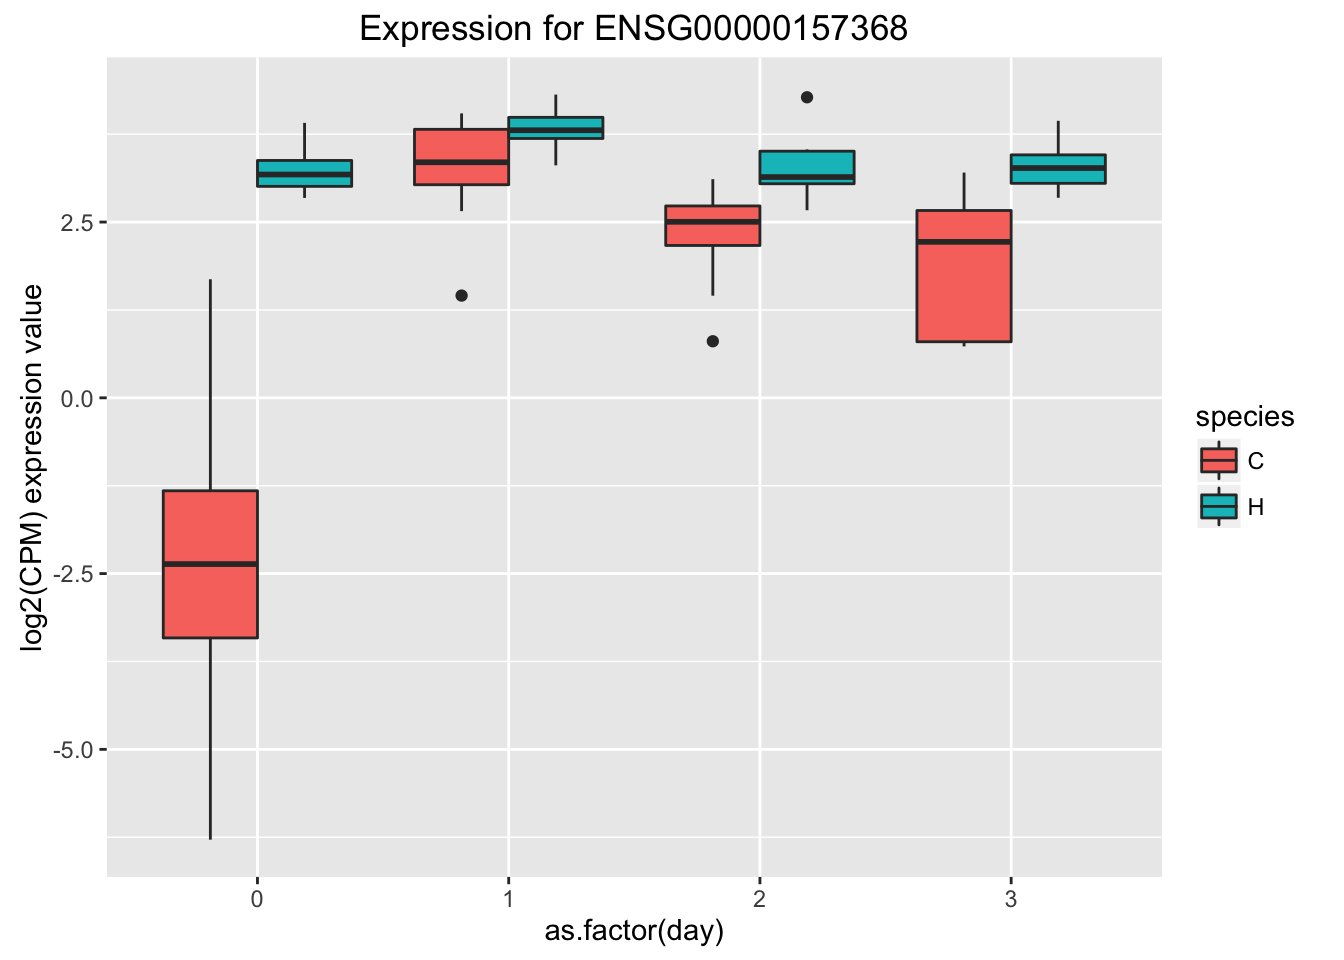 Expression for ENSG00000157368
log2(CPM) expression value
2.5
0.0
-2.5
-5.0
0
1
2
3
as.factor(day)
species
C
H